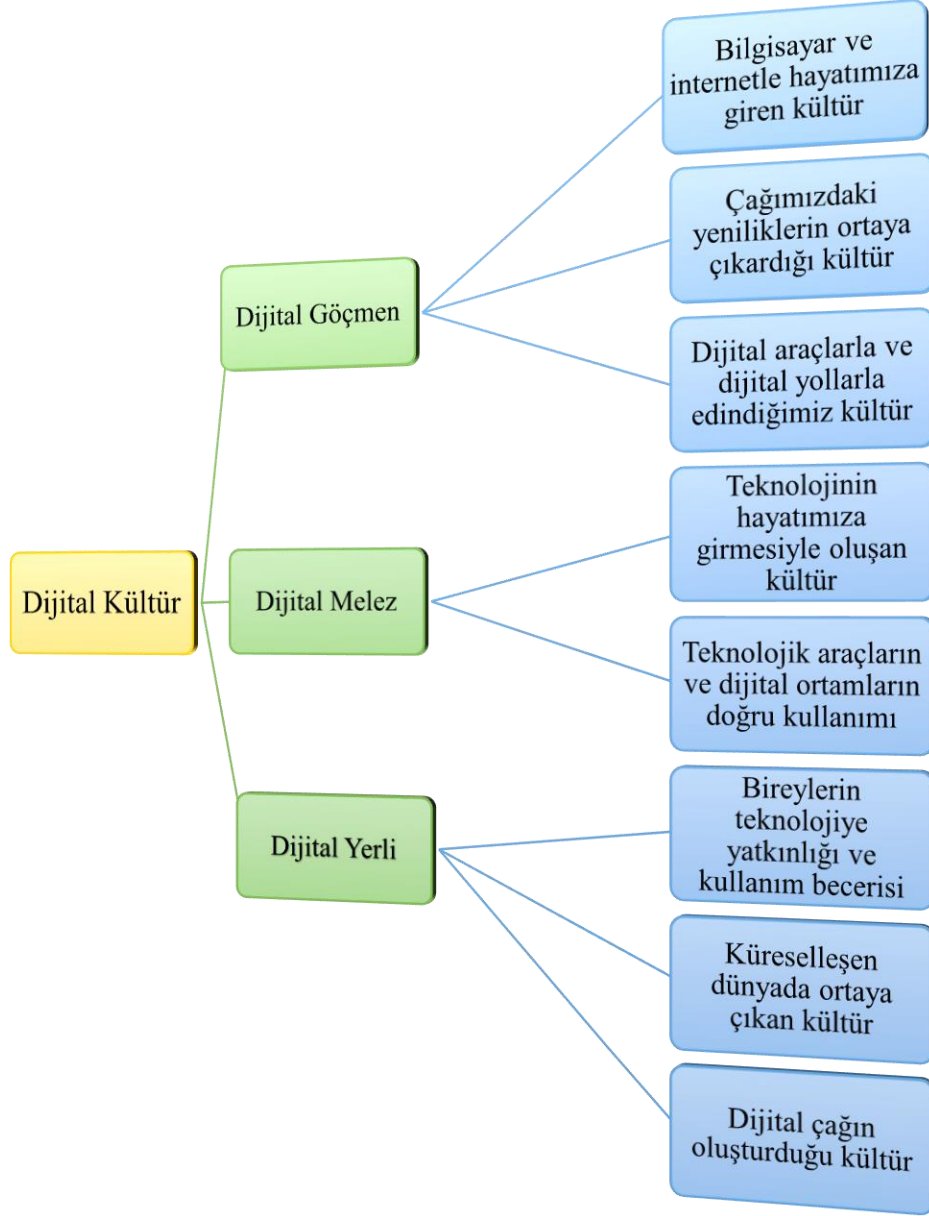 Dijital Kültür
Dijital Göçmen
Bilgisayar ve
internetle hayatımıza
giren kültür
Çağımızdaki
yeniliklerin ortaya
çıkardığı kültür
Dijital araçlarla ve
dijital yollarla
edindiğimiz kültür
Dijital Melez
Teknolojinin
hayatımıza
girmesiyle oluşan
kültür
Teknolojik araçların
ve dijital ortamların
doğru kullanımı
Dijital Yerli
Bireylerin
teknolojiye
yatkınlığı ve
kullanım becerisi
Küreselleşen
dünyada ortaya
çıkan kültür
Dijital çağın
oluşturduğu kültür